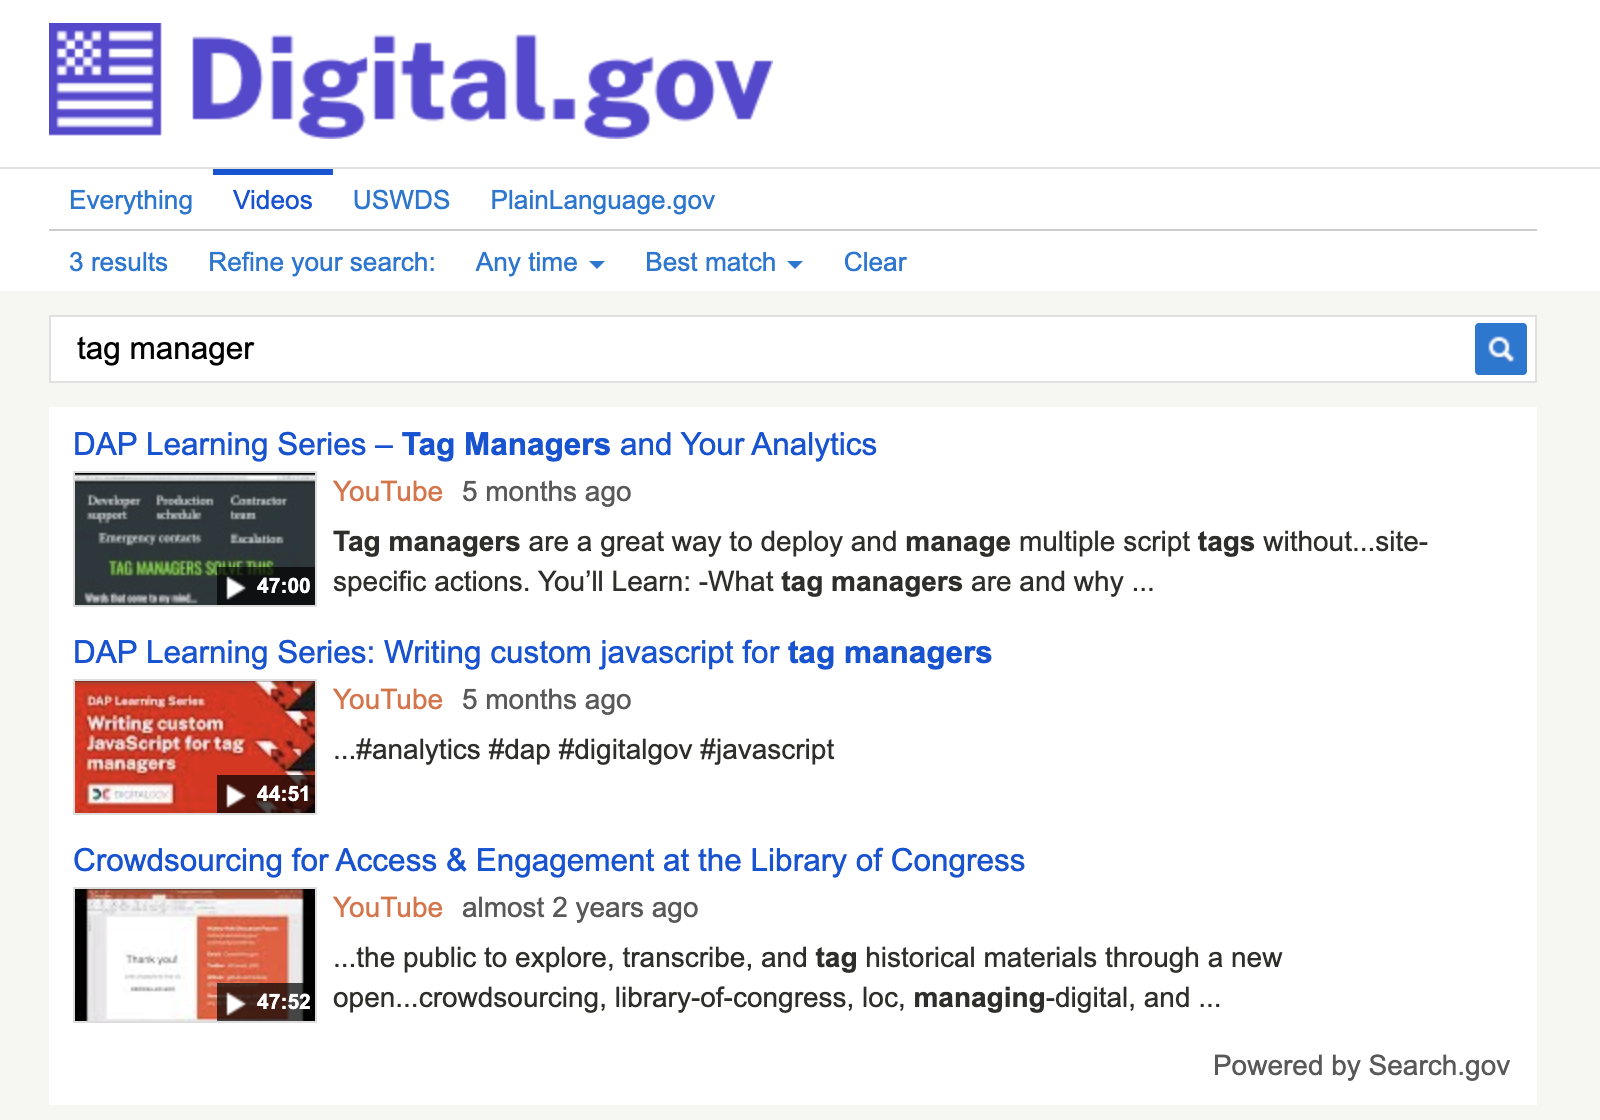 Digital.gov
Everything Videos USWDS PlainLanguage.gov
3 results Refine your search: Any time Best match Clear
tag manager
DAP Learning Series – Tag Managers and Your Analytics
Developer support Production schedule Contractor team
Emergency contacts Escalation
TAG MANAGERS SOLVE THIS
Words that come to my mind...
47:00
YouTube 5 months ago
Tag managers are a great way to deploy and manage multiple script tags without...site-
specific actions. You’ll Learn: -What tag managers are and why ...
DAP Learning Series: Writing custom javascript for tag managers
DAP Learning Series
Writing custom
JavaScript for tag
managers
44:51
YouTube 5 months ago
...#analytics #dap #digitalgov #javascript
Crowdsourcing for Access & Engagement at the Library of Congress
Thank you!
47:52
YouTube almost 2 years ago
...the public to explore, transcribe, and tag historical materials through a new
open...crowdsourcing, library-of-congress, loc, managing-digital, and ...
Powered by Search.gov